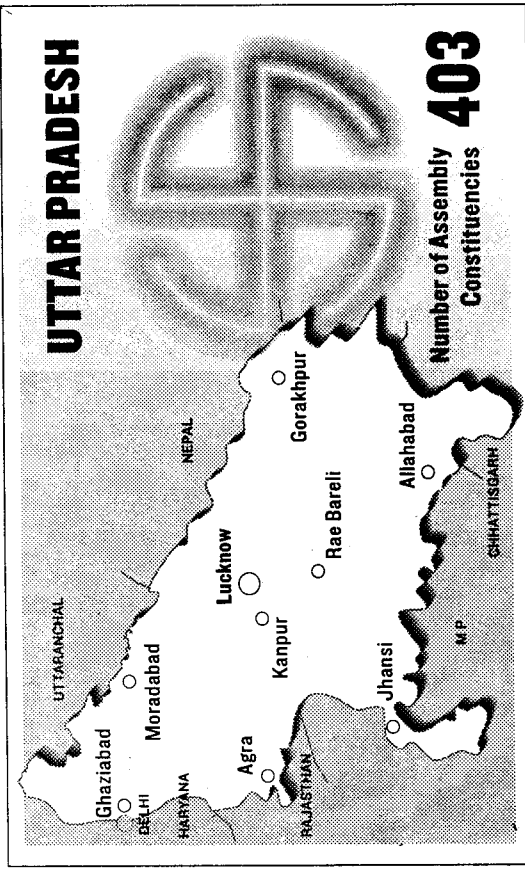 UTTAR PRADESH
UTTARANCHAL
NEPAL
Ghaziabad
DELHI
Moradabad
HARYANA
Lucknow
Gorakhpur
Agra
Kanpur
Rae Bareli
RAJASTHAN
Jhansi
Allahabad
M P
CHHATTISGARH
Number of Assembly
Constituencies 403